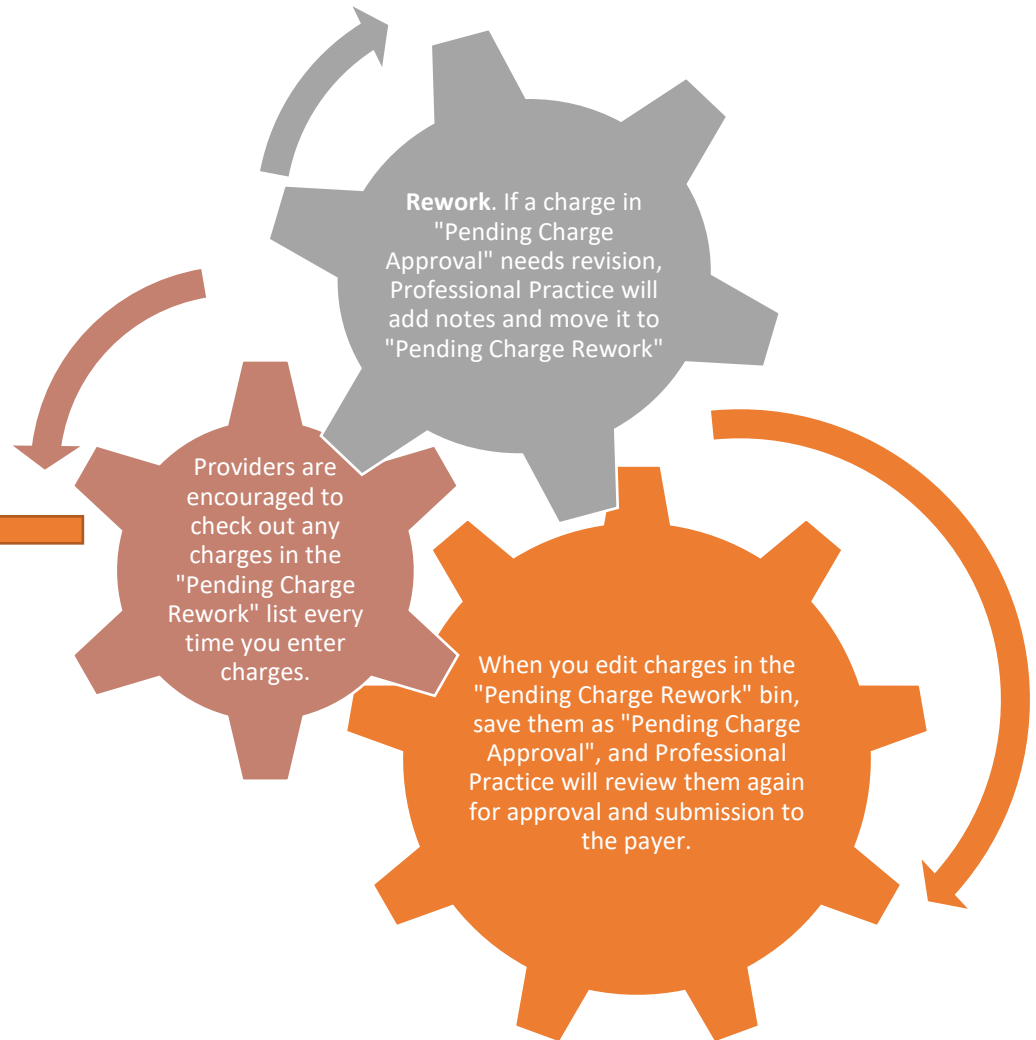 Rework. If a charge in
"Pending Charge
Approval" needs revision,
Professional Practice will
add notes and move it to
"Pending Charge Rework"
Providers are
encouraged to
check out any
charges in the
"Pending Charge
Rework" list every
time you enter
charges.
When you edit charges in the
"Pending Charge Rework" bin,
save them as "Pending Charge
Approval", and Professional
Practice will review them again
for approval and submission to
the payer.